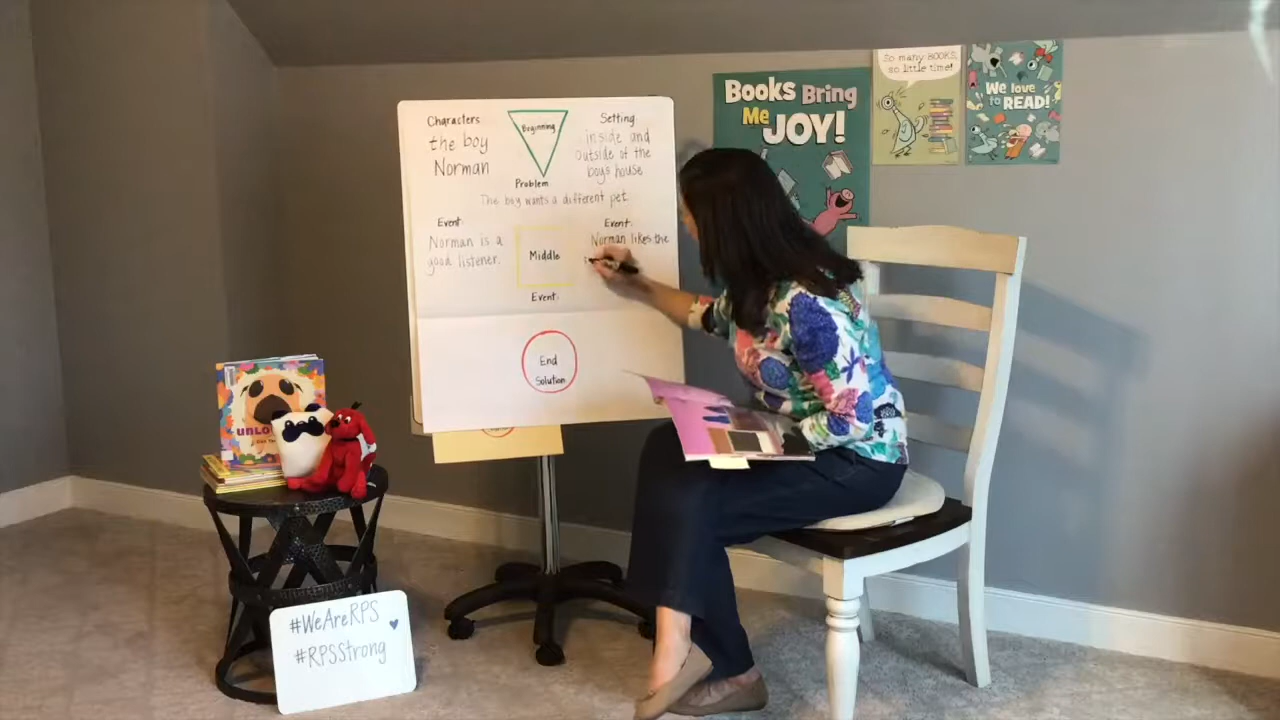 Characters
the boy
Norman
Beginning
Setting
inside and
outside of the
boys house
Problem
The boy wants a different pet.
Event:
Norman is a
good listener.
Middle
Event:
Norman likes the
Event:
End
Solution
Books Bring
Me JOY!
So many BOOKS,
so little time!
We love
to READ!
#WeAreRPS
#RPSStrong